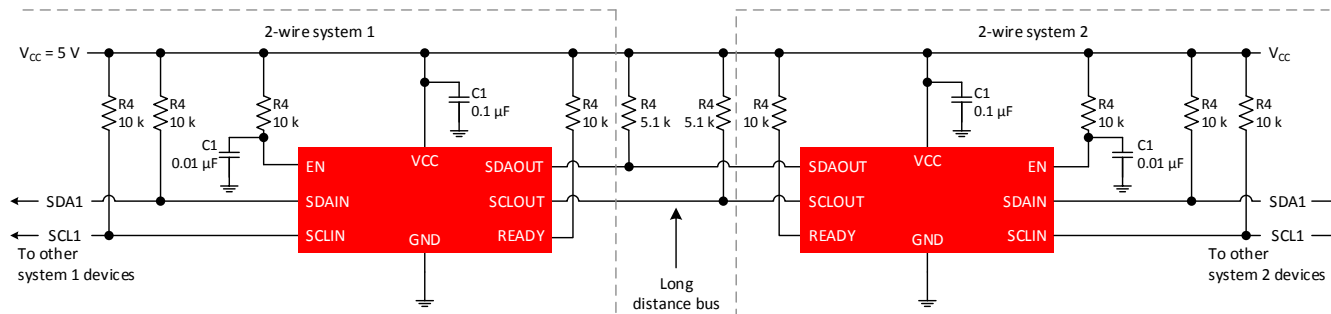 2-wire system 1
2-wire system 2
VCC = 5 V
VCC
R4
10 k
R4
10 k
R4
10 k
C1
0.1 µF
R4
10 k
R4
5.1 k
R4
5.1 k
R4
10 k
C1
0.1 µF
R4
10 k
R4
10 k
R4
10 k
C1
0.01 µF
C1
0.01 µF
VCC
EN
SDAIN
SCLIN
GND
SDAOUT
SCLOUT
READY
VCC
SDAOUT
SCLOUT
READY
GND
EN
SDAIN
SCLIN
SDA1
SCL1
To other
system 1 devices
Long
distance bus
SDA1
SCL1
To other
system 2 devices